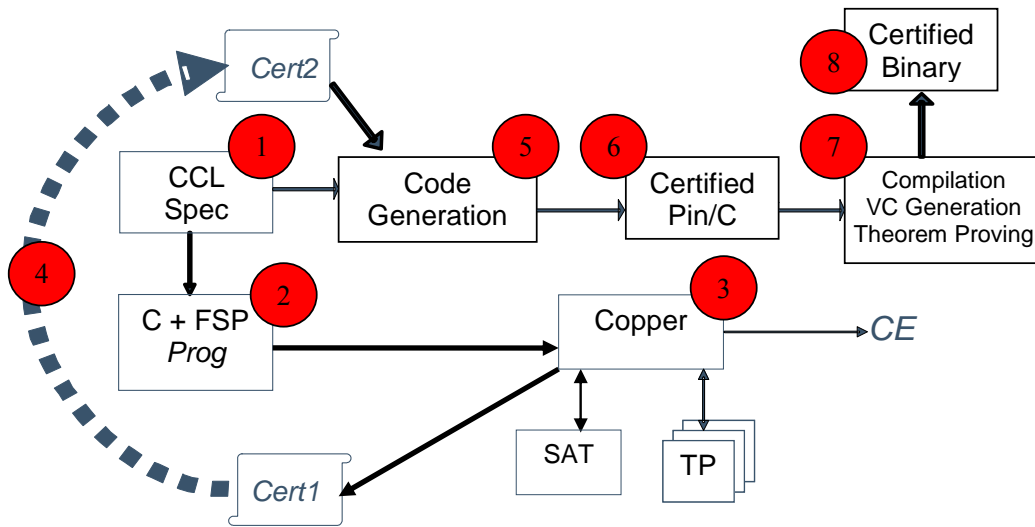 Cert2
8
Certified
Binary
1
CCL
Spec
5
Code
Generation
6
Certified
Pin/C
7
Compilation
VC Generation
Theorem Proving
4
2
C + FSP
Prog
3
Copper
CE
SAT
TP
Cert1